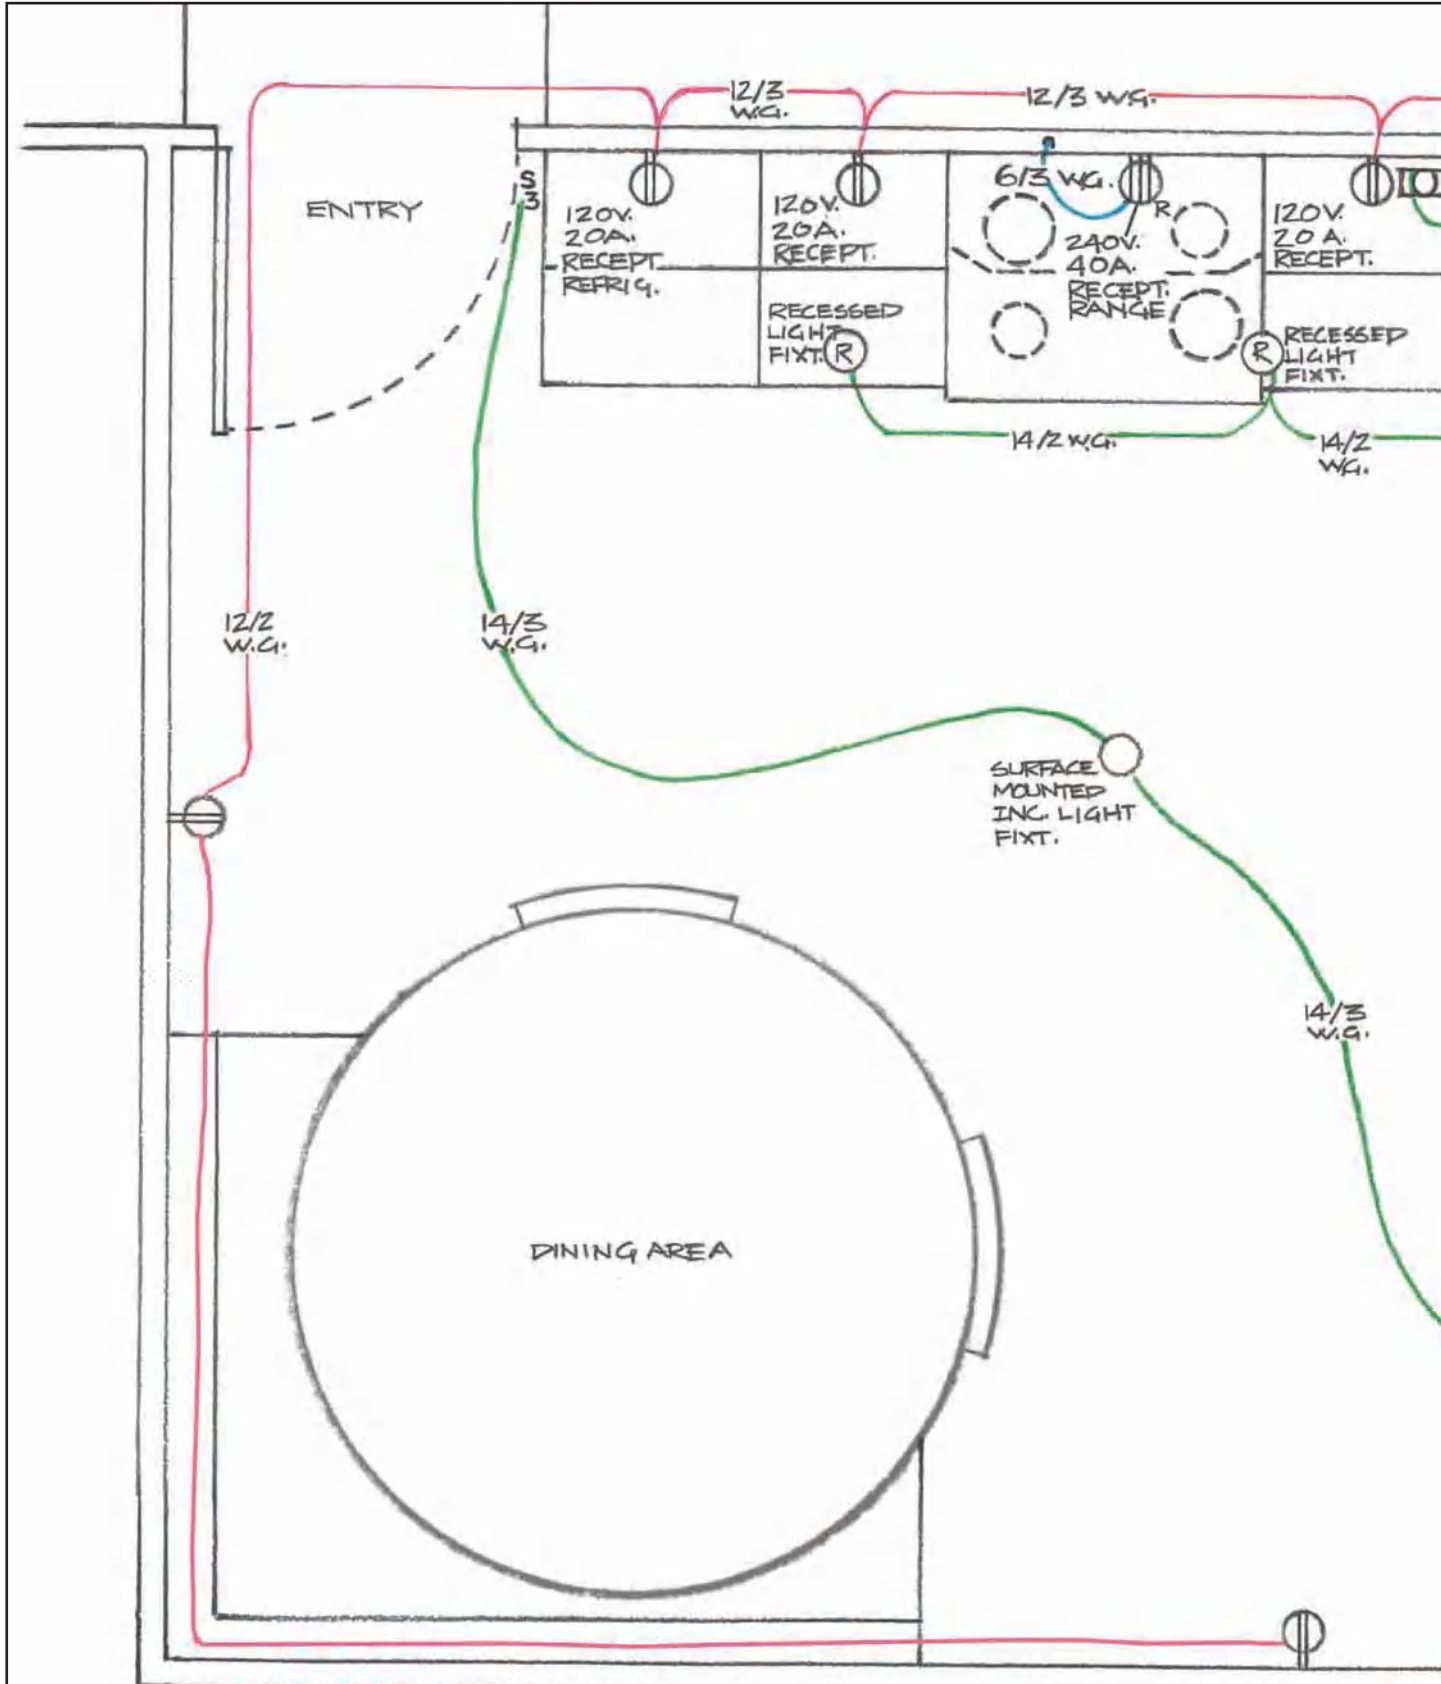 12/3
W.G.
12/3 W.G.
ENTRY
S
3
120V.
20A.
RECEPT.
REFRIG.
120V.
20A.
RECEPT.
6/3 W.G.
R
240V.
40A.
RECEPT.
RANGE
120V.
20A.
RECEPT.
RECESSED
LIGHT
FIXT.
R
R
RECESSED
LIGHT
FIXT.
14/2 W.G.
14/2
W.G.
12/2
W.G.
14/3
W.G.
SURFACE
MOUNTED
INC. LIGHT
FIXT.
14/3
W.G.
DINING AREA